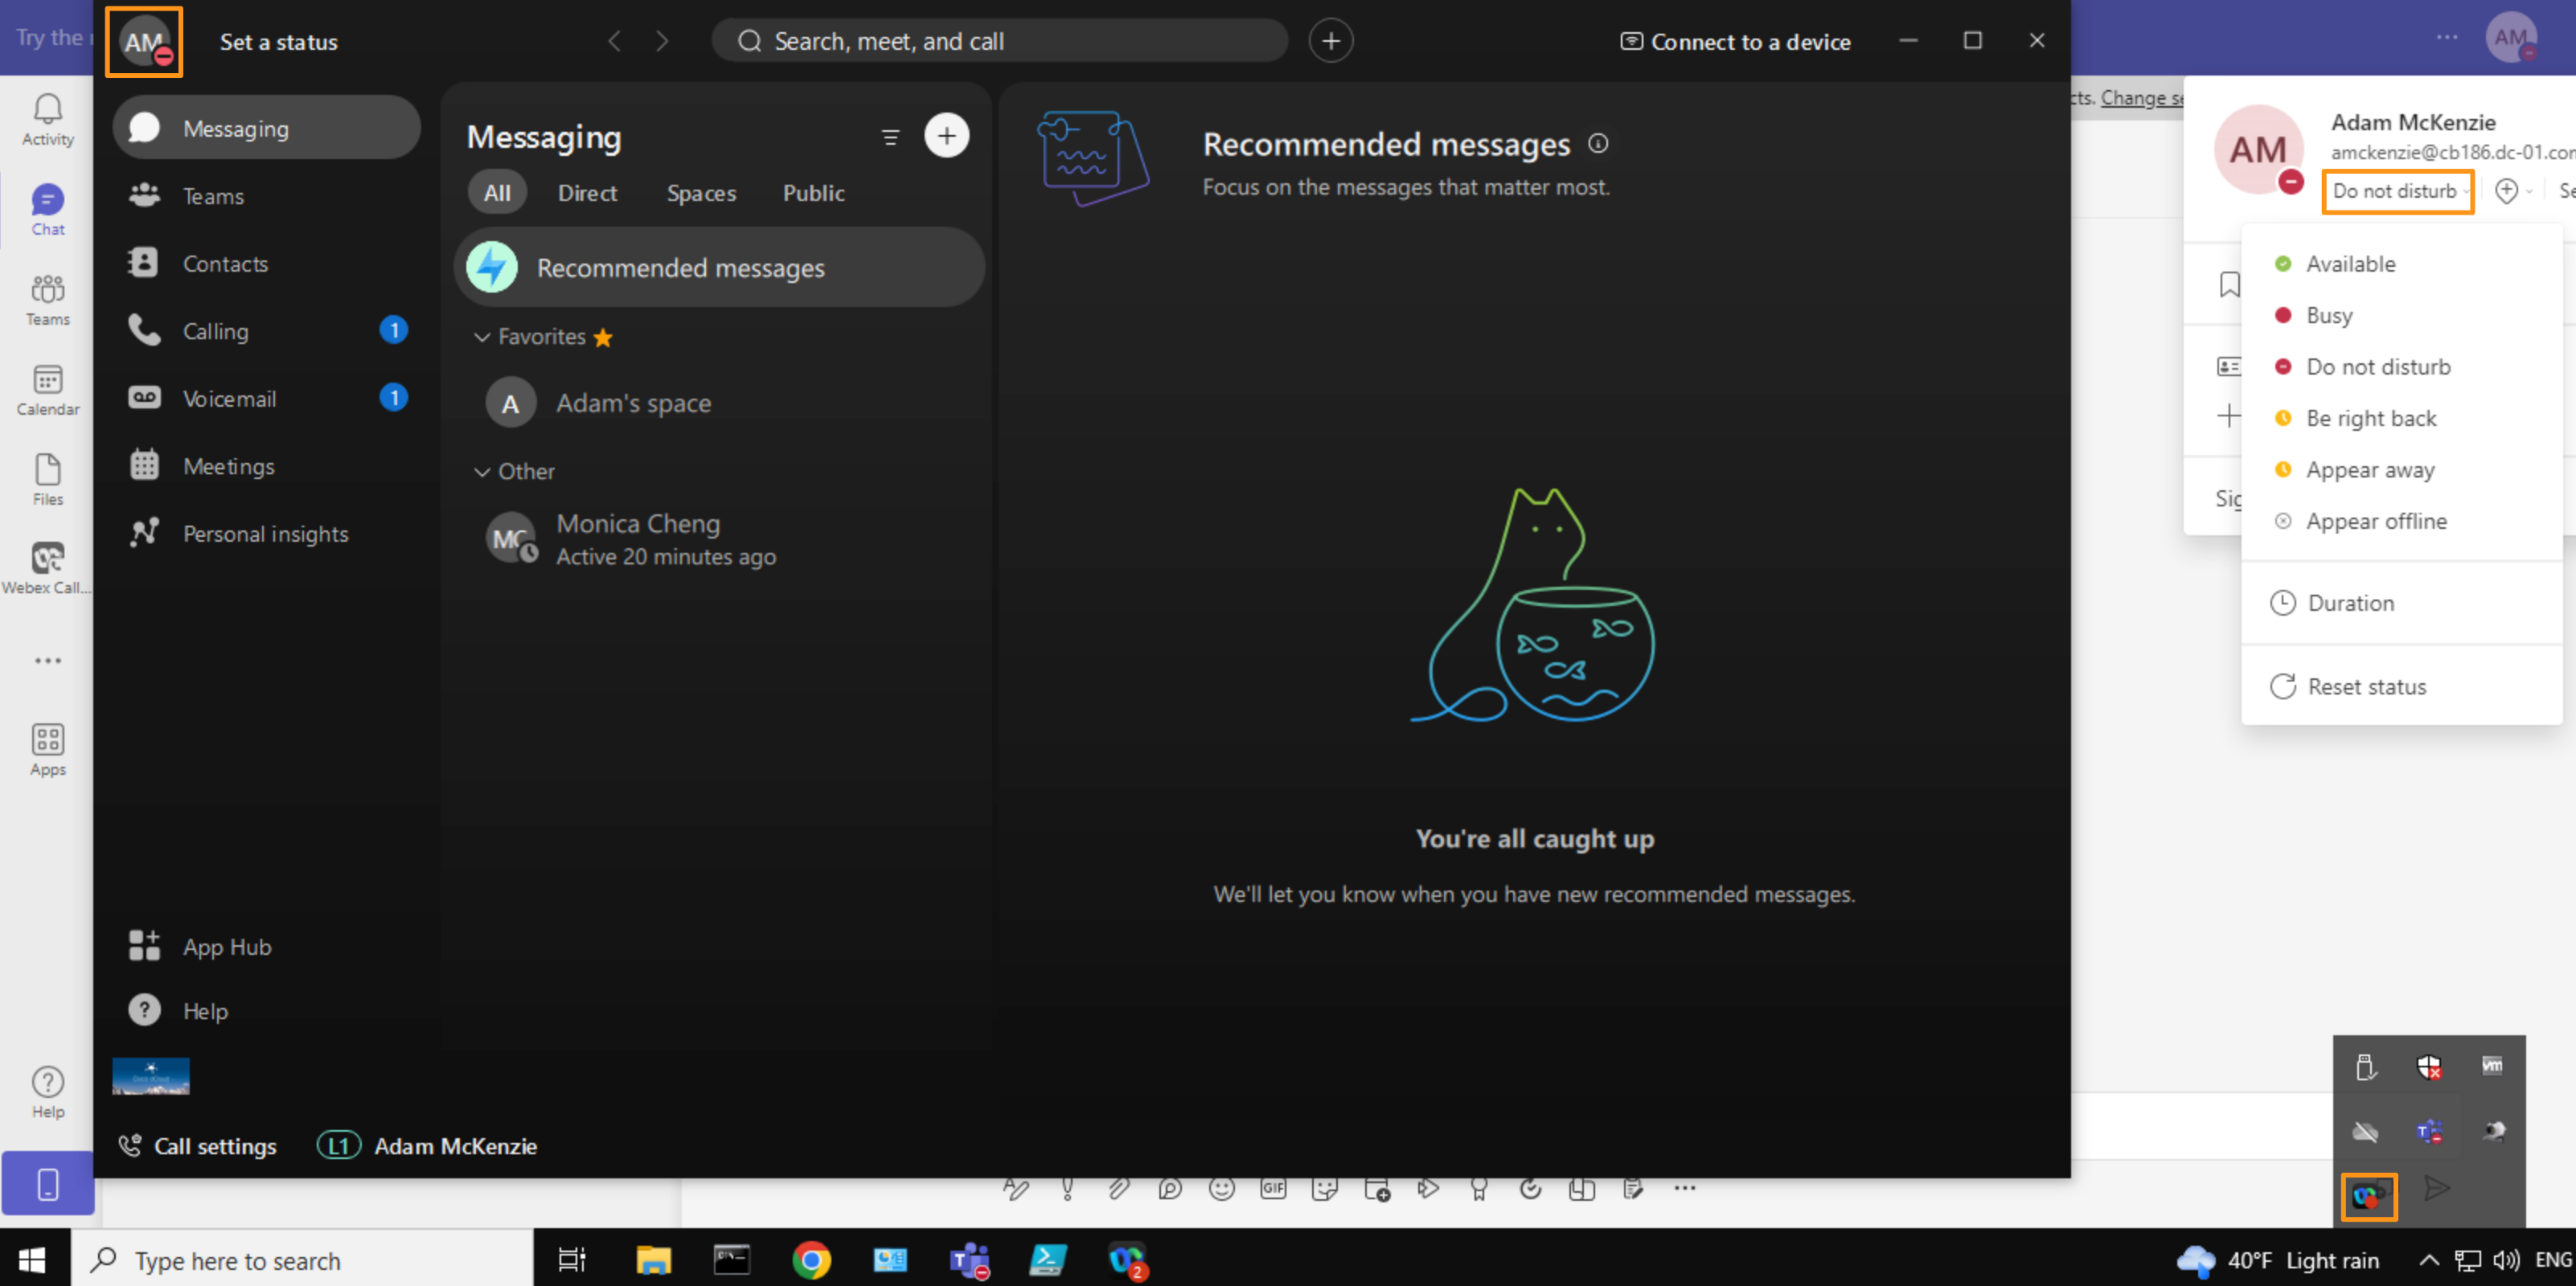 Try the
AM
Set a status
Search, meet, and call
Connect to a device
AM
Activity
Chat
Teams
Calendar
Files
Webex Call...
Apps
Help
Messaging
Teams
Contacts
Calling 1
Voicemail 1
Meetings
Personal insights
App Hub
Help
Call settings
L1 Adam McKenzie
Messaging
All Direct Spaces Public
Recommended messages
Favorites
A Adam's space
Other
MC Monica Cheng
Active 20 minutes ago
Recommended messages
Focus on the messages that matter most.
You're all caught up
We'll let you know when you have new recommended messages.
cts. Change se
AM
Adam McKenzie
amckenzie@cb186.dc-01.com
Do not disturb
Se
Available
Busy
Do not disturb
Be right back
Appear away
Appear offline
Sig
Duration
Reset status
vm
GIF
Type here to search
2
40°F Light rain
ENG